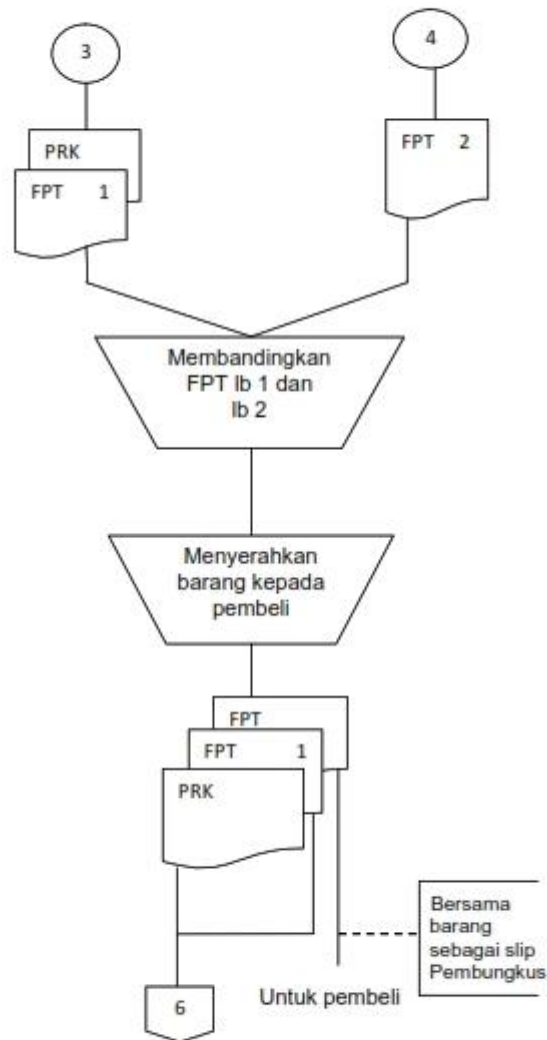 3
4
PRK
FPT 1
FPT 2
Membandingkan
FPT lb 1 dan
lb 2
Menyerahkan
barang kepada
pembeli
FPT
FPT 1
PRK
Bersama
barang
sebagai slip
Pembungkus
Untuk pembeli
6